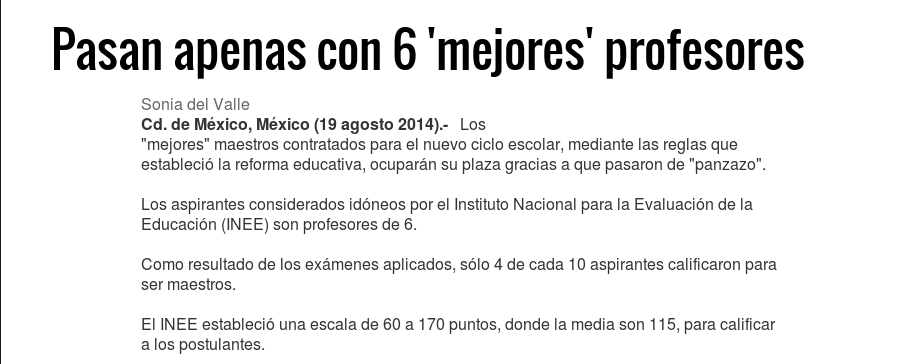 Pasan apenas con 6 'mejores' profesores
Sonia del Valle
Cd. de México, México (19 agosto 2014).- Los
"mejores" maestros contratados para el nuevo ciclo escolar, mediante las reglas que
estableció la reforma educativa, ocuparán su plaza gracias a que pasaron de "panzazo".
Los aspirantes considerados idóneos por el Instituto Nacional para la Evaluación de la
Educación (INEE) son profesores de 6.
Como resultado de los exámenes aplicados, sólo 4 de cada 10 aspirantes calificaron para
ser maestros.
El INEE estableció una escala de 60 a 170 puntos, donde la media son 115, para calificar
a los postulantes.